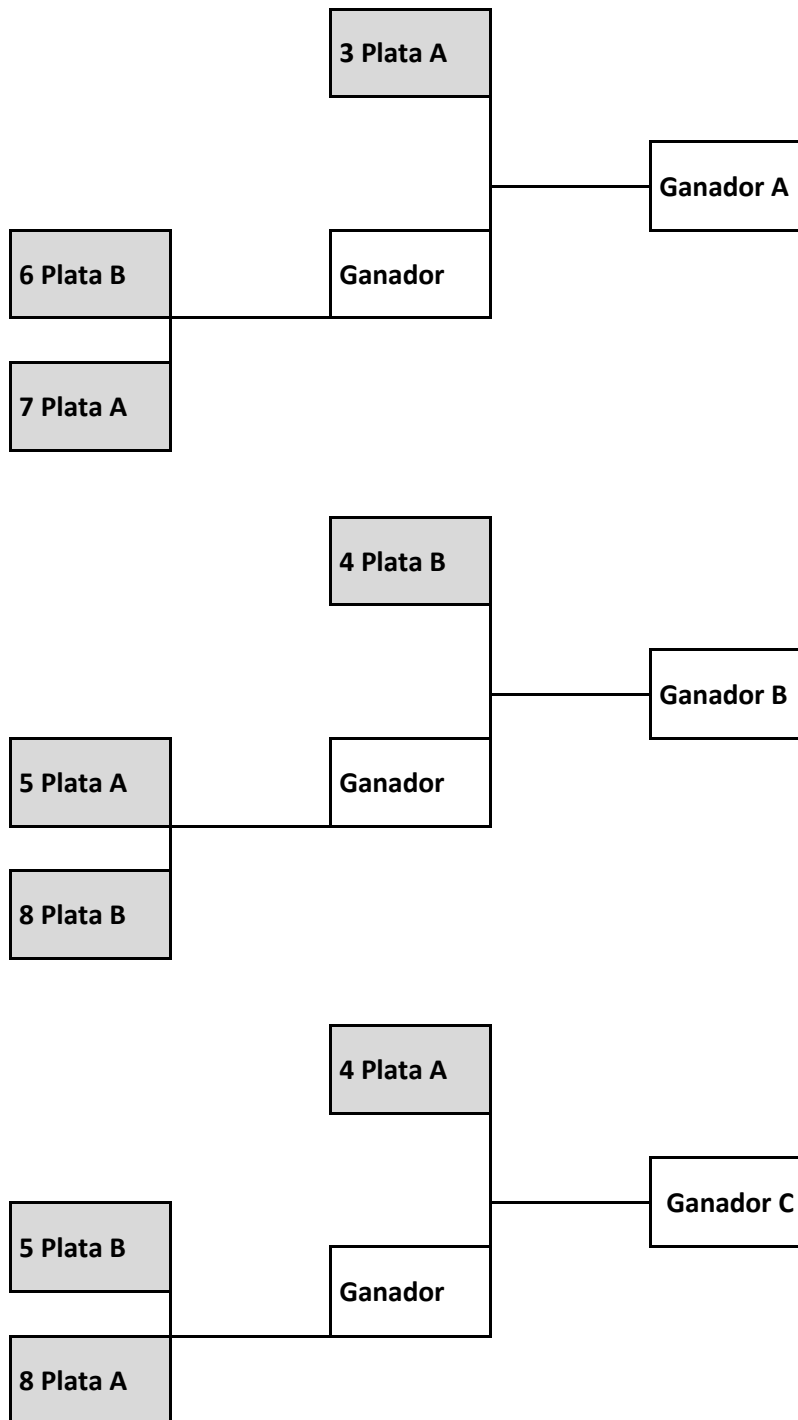 3 Plata A
Ganador A
6 Plata B
Ganador
7 Plata A
4 Plata B
Ganador B
5 Plata A
Ganador
8 Plata B
4 Plata A
Ganador C
5 Plata B
Ganador
8 Plata A